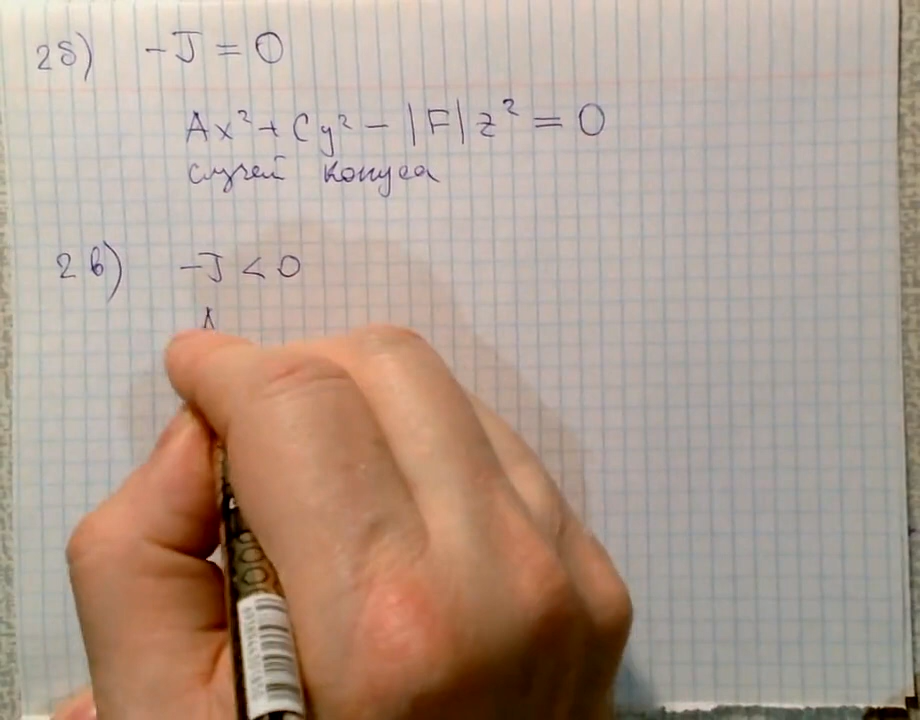 2б) -J = 0
Ax² + Cy² - |F| z² = 0
случай конуса
2в) -J < 0
A